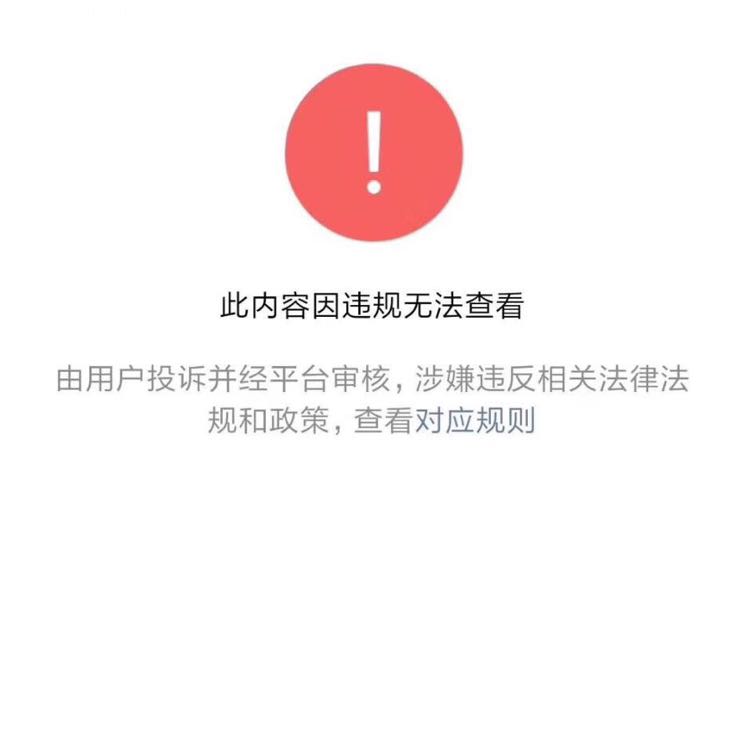 此内容因违规无法查看
由用户投诉并经平台审核，涉嫌违反相关法律法
规和政策，查看对应规则